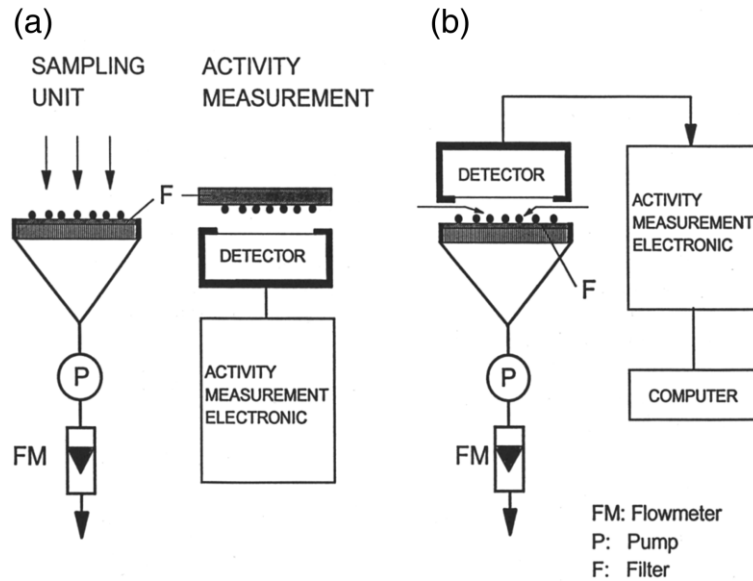 (a)
SAMPLING
UNIT
ACTIVITY
MEASUREMENT
F
DETECTOR
P
ACTIVITY
MEASUREMENT
ELECTRONIC
FM
(b)
DETECTOR
ACTIVITY
MEASUREMENT
ELECTRONIC
F
P
COMPUTER
FM
FM: Flowmeter
P: Pump
F: Filter